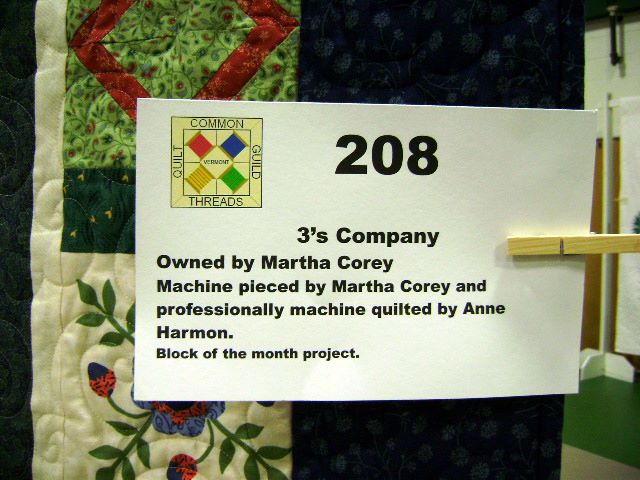 COMMON
QUILT
VERMONT
GUILD
THREADS
208
3's Company
Owned by Martha Corey
Machine pieced by Martha Corey and
professionally machine quilted by Anne
Harmon.
Block of the month project.